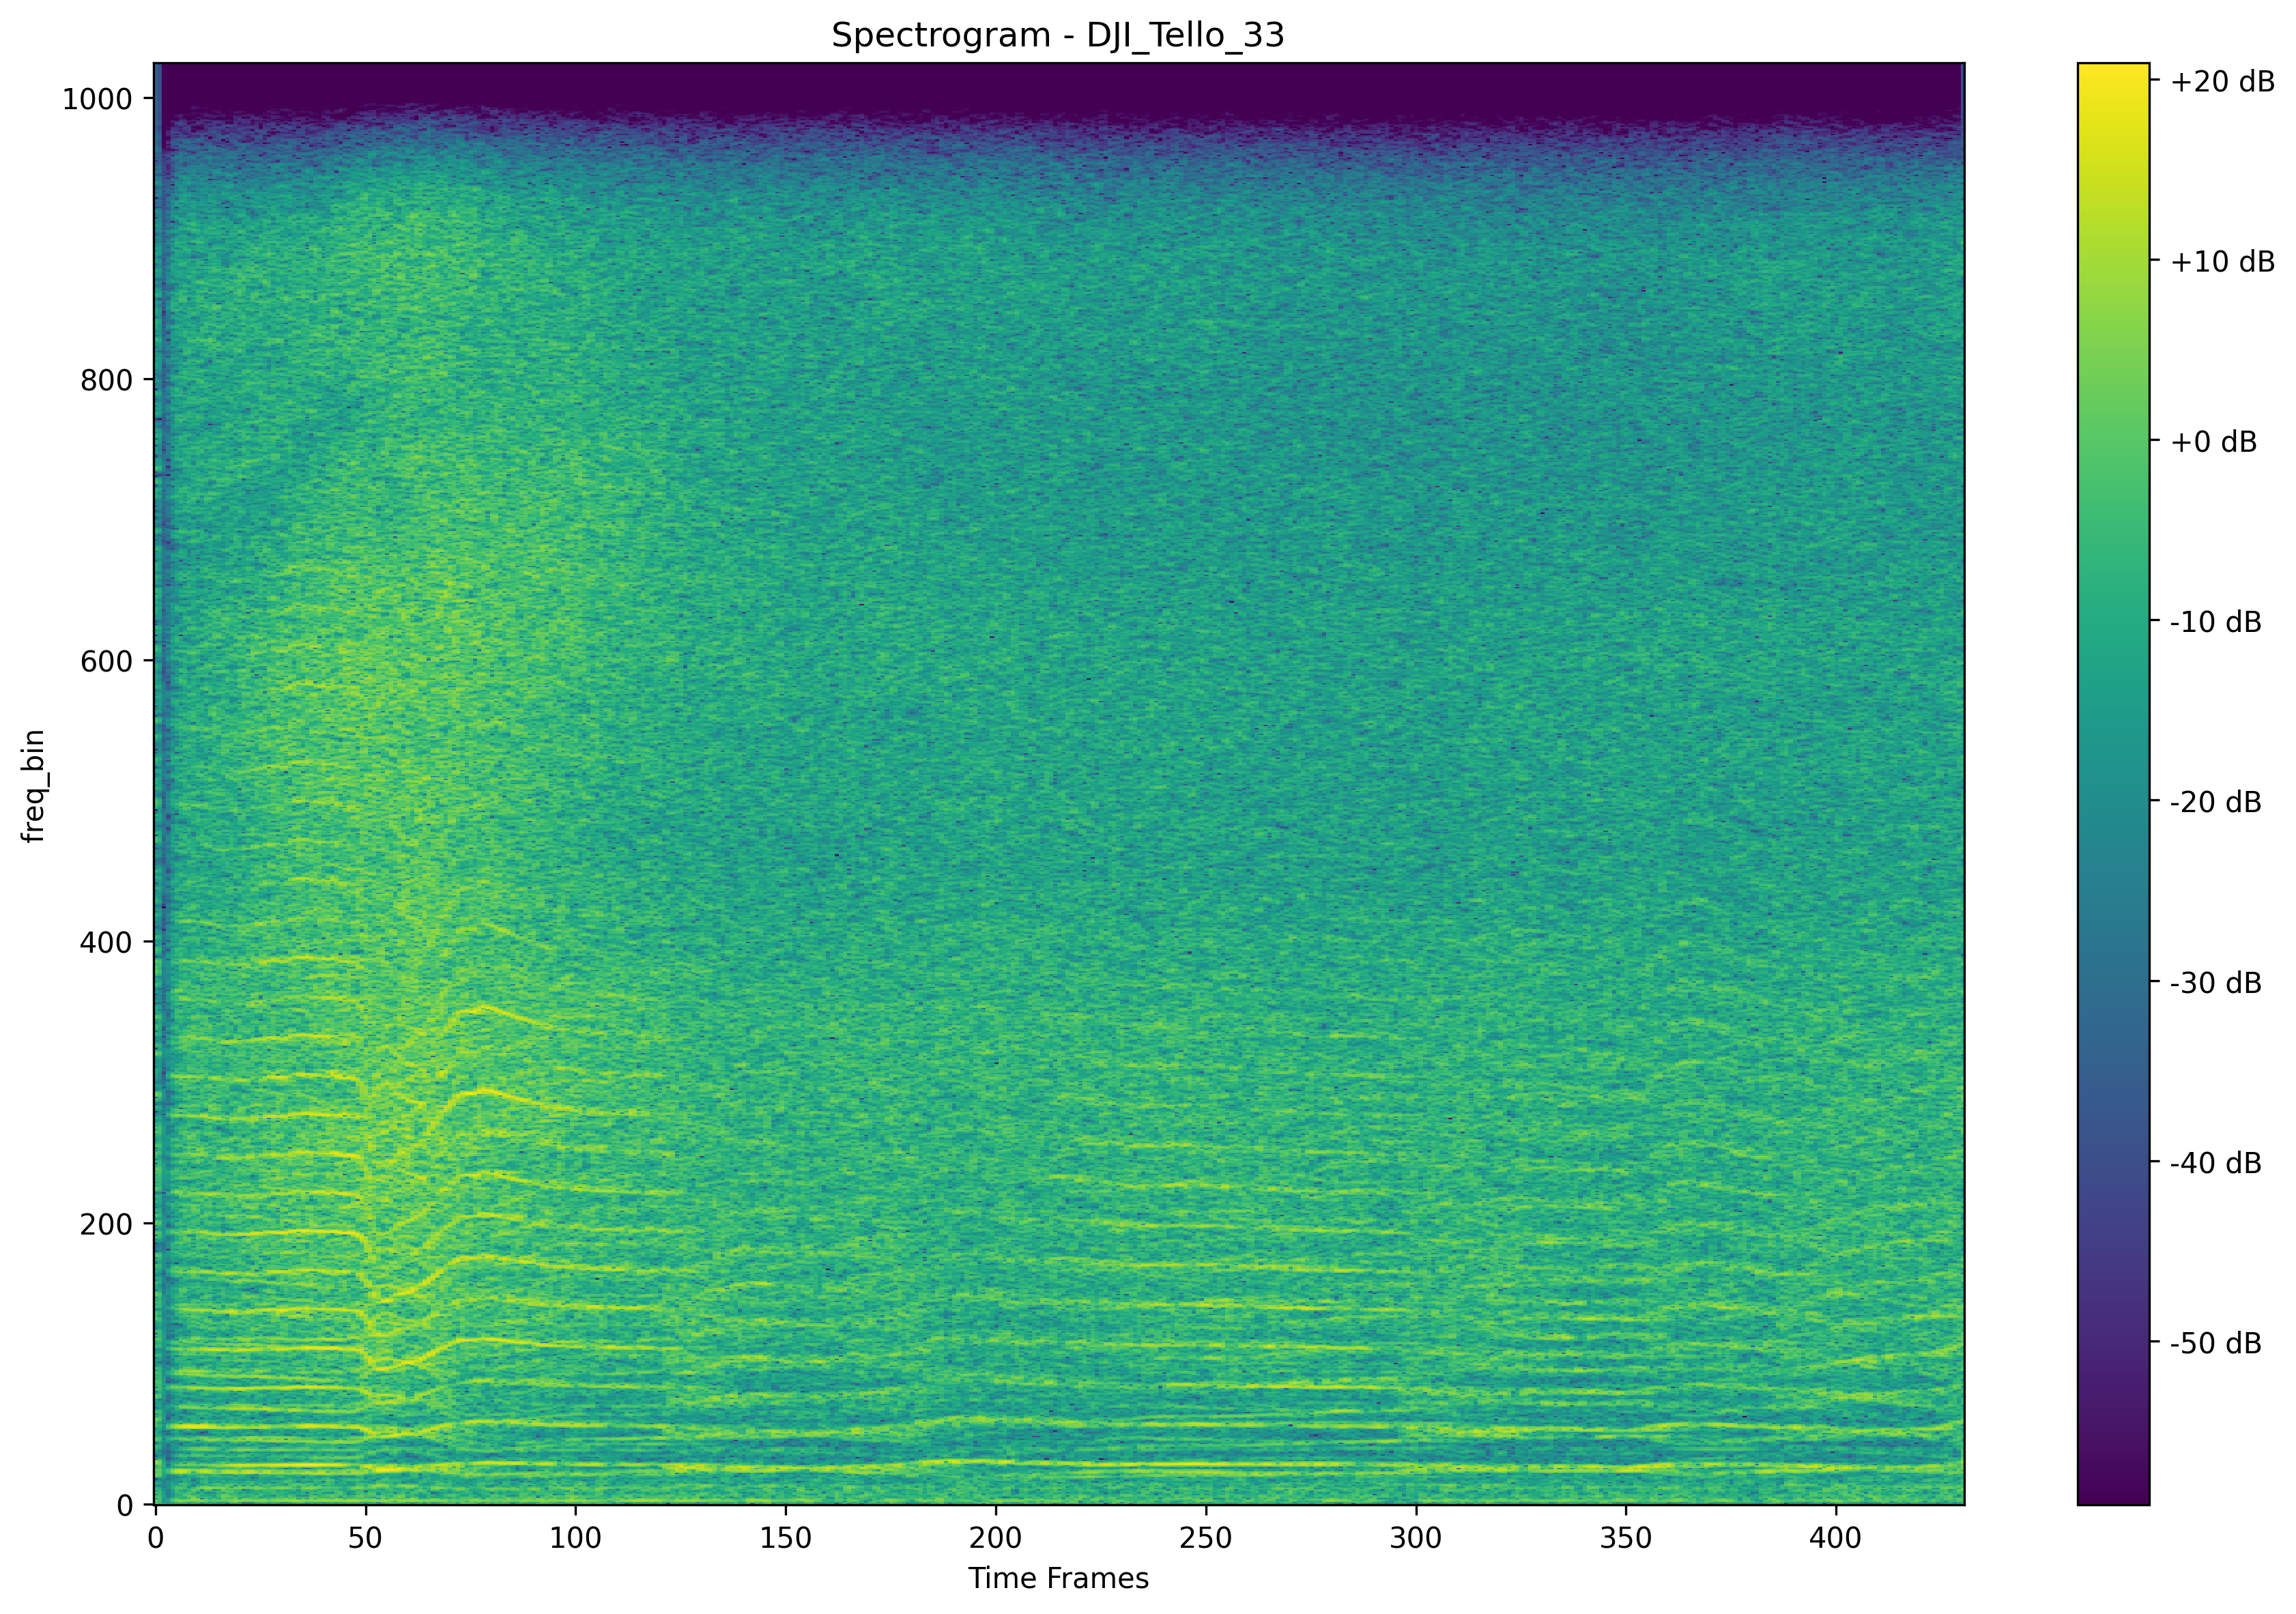 Spectrogram - DJI_Tello_33
1000
800
600
400
200
0
freq_bin
0 50 100 150 200 250 300 350 400
Time Frames
+20 dB
+10 dB
+0 dB
-10 dB
-20 dB
-30 dB
-40 dB
-50 dB